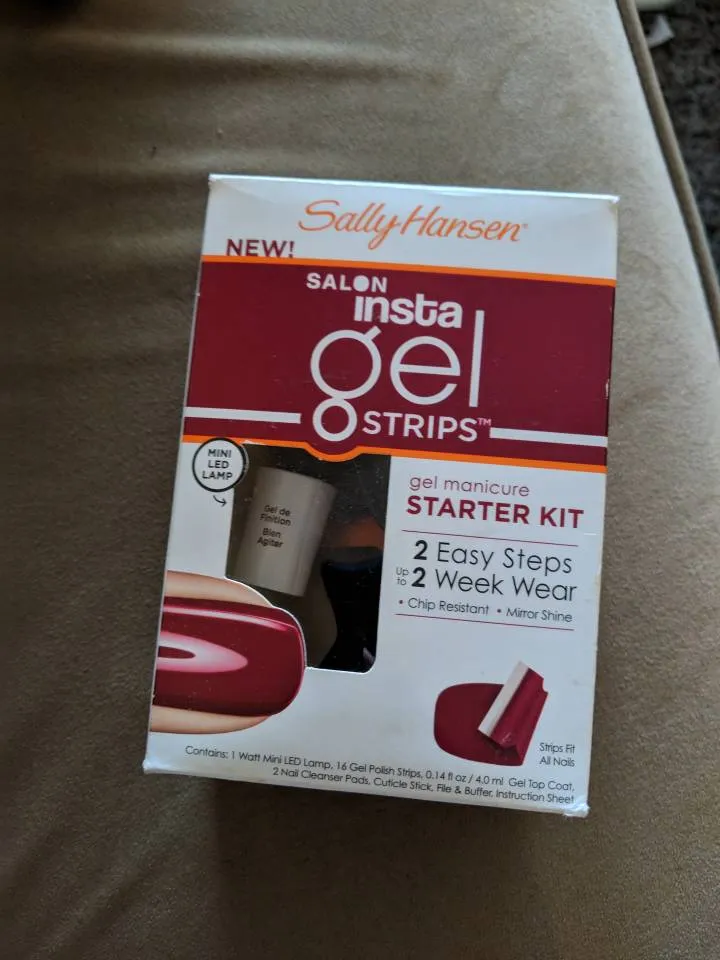 Sally Hansen®
NEW!
SALON
insta
gel
STRIPS™
MINI
LED
LAMP
Gel de
Finition
Bien
Agiter
gel manicure
STARTER KIT
2 Easy Steps
Up to 2 Week Wear
• Chip Resistant • Mirror Shine
Strips Fit
All Nails
Contains: 1 Watt Mini LED Lamp, 16 Gel Polish Strips, 0.14 fl oz / 4.0 ml Gel Top Coat,
2 Nail Cleanser Pads, Cuticle Stick, File & Buffer, Instruction Sheet